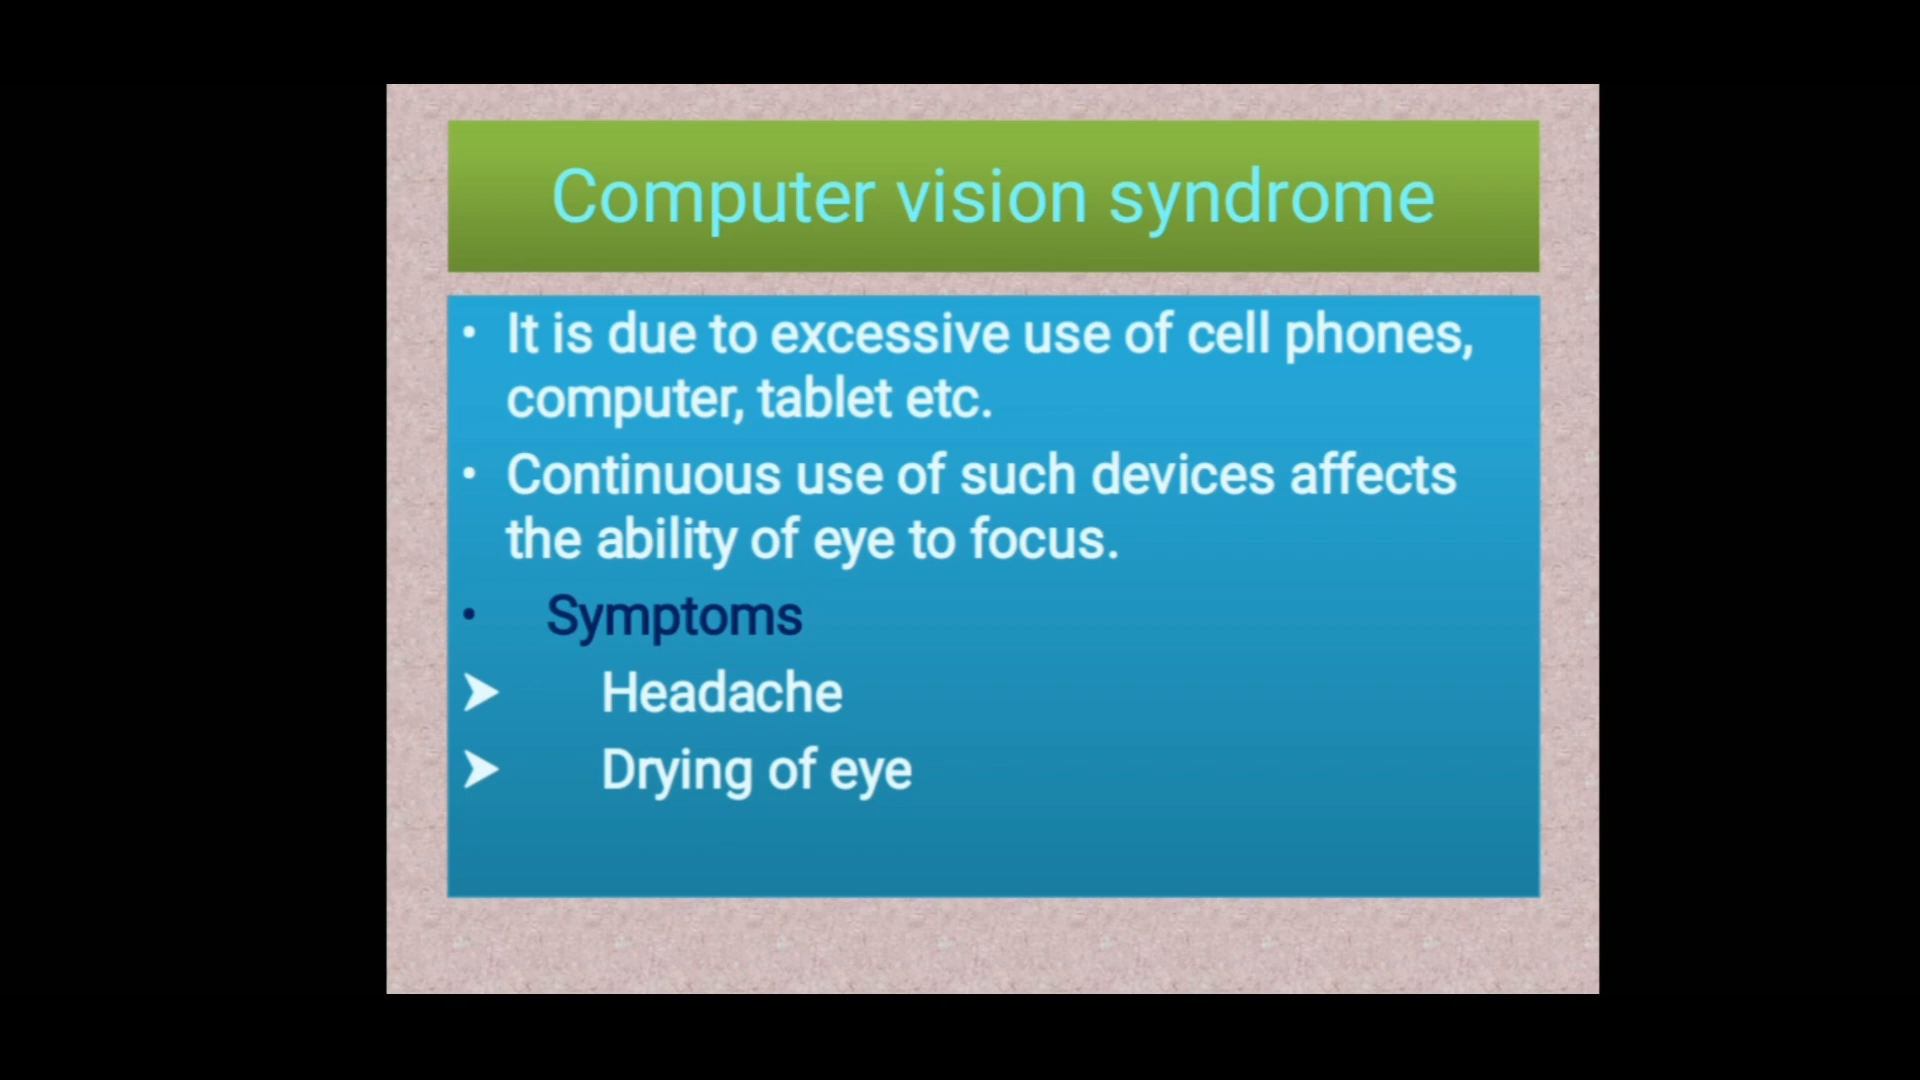 Computer vision syndrome
• It is due to excessive use of cell phones,
computer, tablet etc.
• Continuous use of such devices affects
the ability of eye to focus.
• Symptoms
➤ Headache
➤ Drying of eye